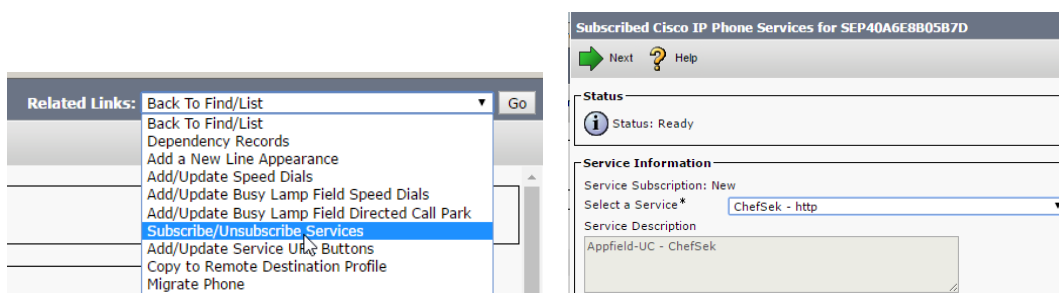 Related Links: Back To Find/List Go
Back To Find/List
Dependency Records
Add a New Line Appearance
Add/Update Speed Dials
Add/Update Busy Lamp Field Speed Dials
Add/Update Busy Lamp Field Directed Call Park
Subscribe/Unsubscribe Services
Add/Update Service URL Buttons
Copy to Remote Destination Profile
Migrate Phone
Subscribed Cisco IP Phone Services for SEP40A6E8B05B7D
Next Help
Status
Status: Ready
Service Information
Service Subscription: New
Select a Service* ChefSek - http
Service Description
Appfield-UC - ChefSek